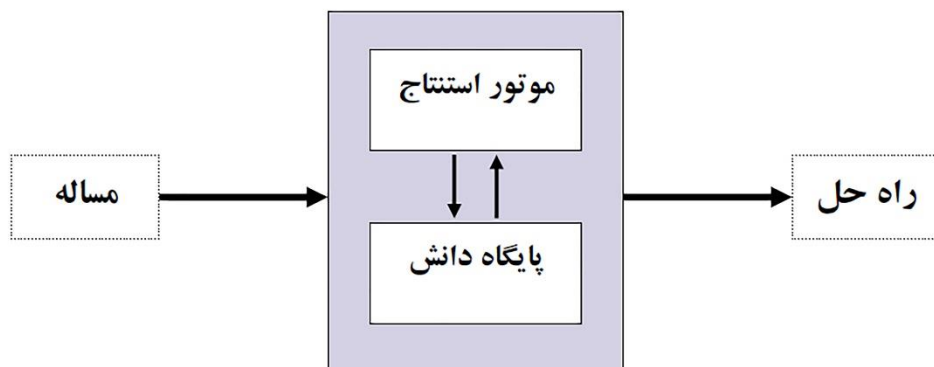 موتور استنتاج
مساله
راه حل
پایگاه دانش